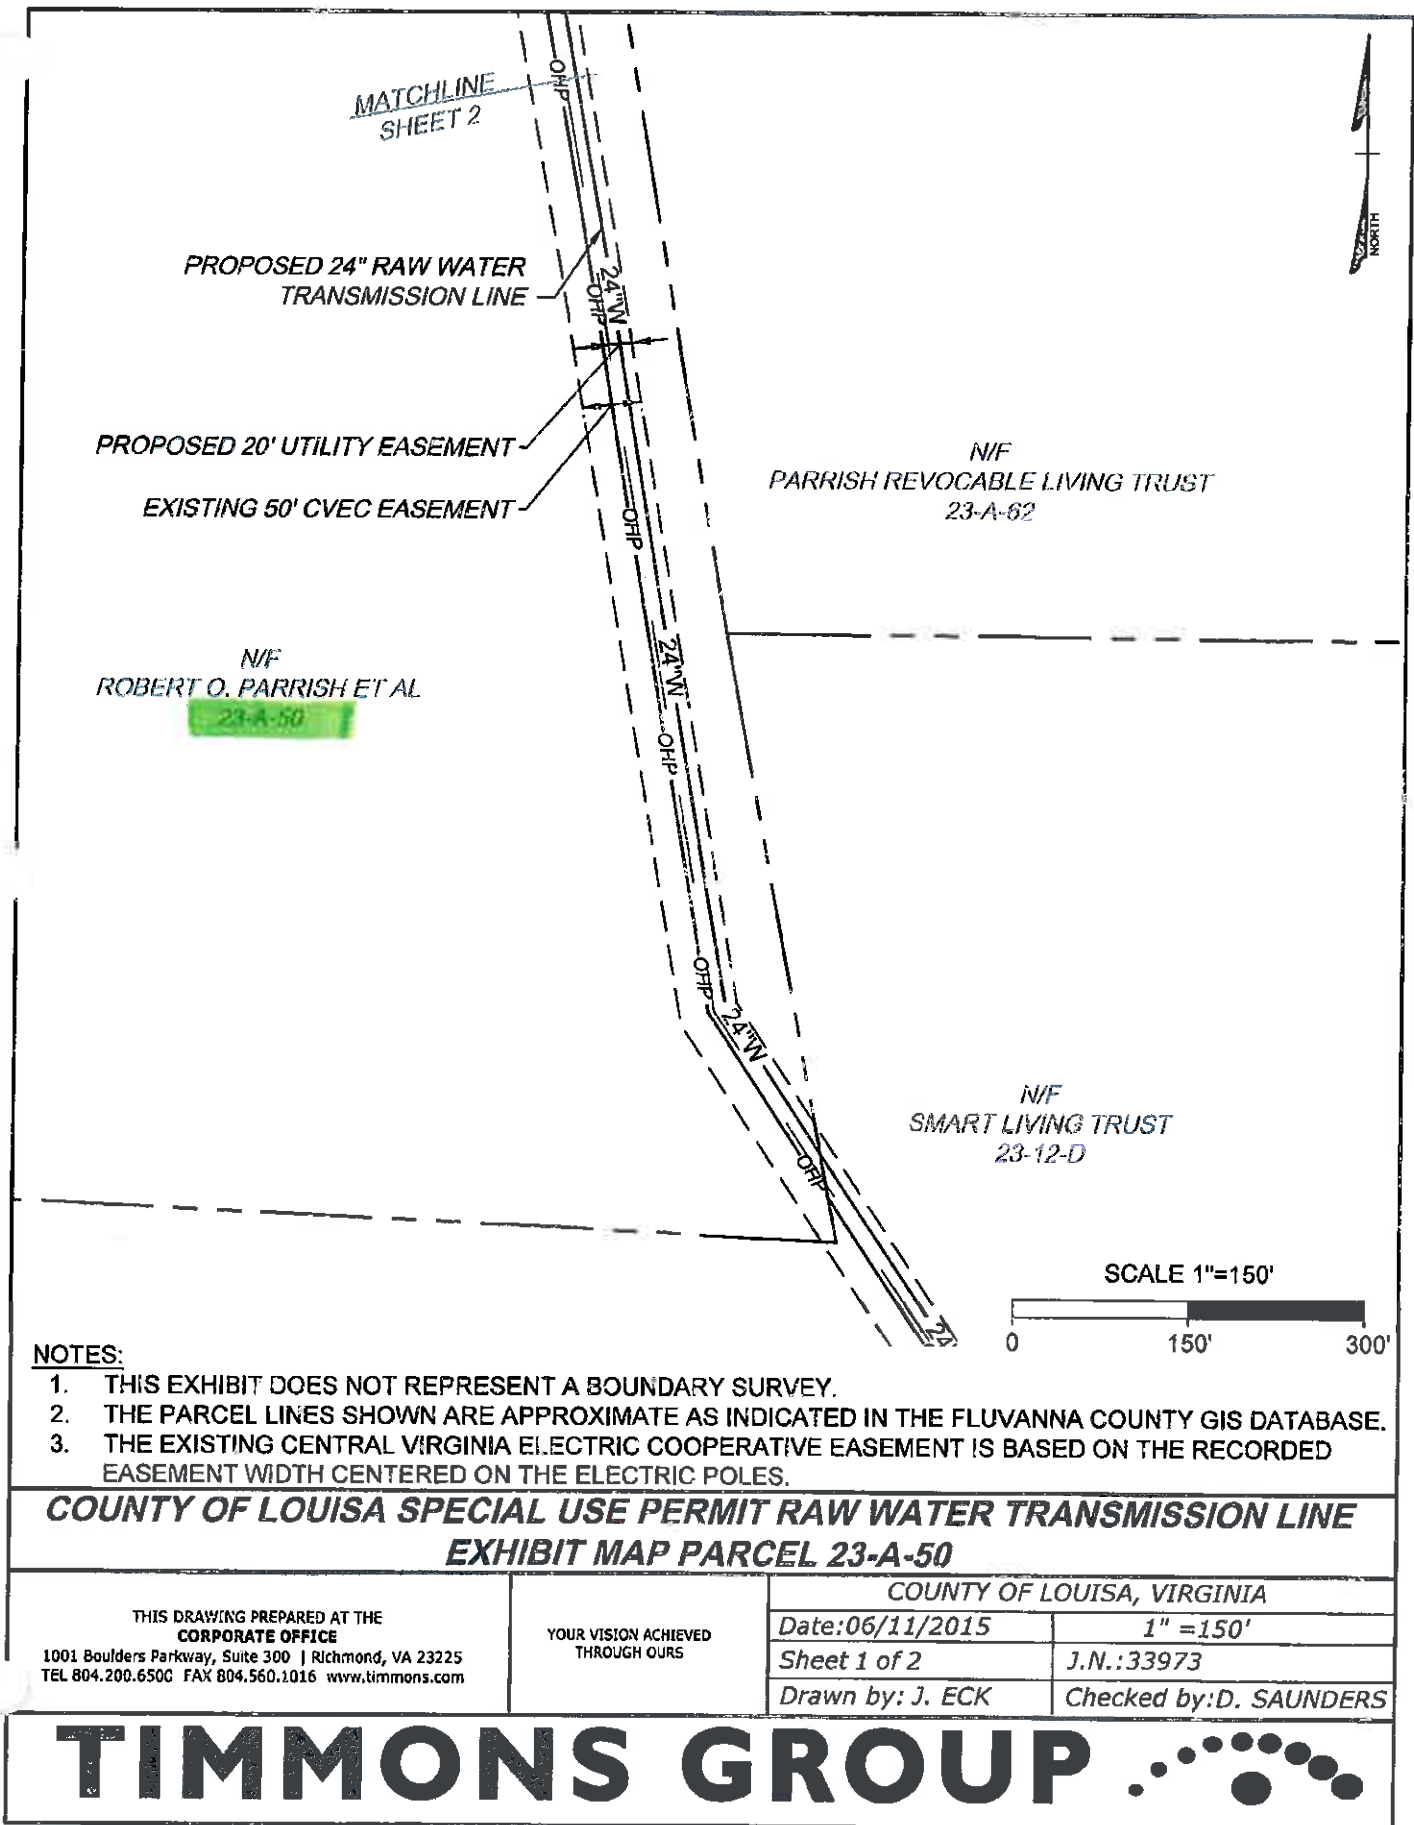 MATCHLINE
SHEET 2
OHP
NORTH
PROPOSED 24" RAW WATER
TRANSMISSION LINE
24"W
OHP
PROPOSED 20' UTILITY EASEMENT
EXISTING 50' CVEC EASEMENT
OHP
N/F
PARRISH REVOCABLE LIVING TRUST
23-A-62
N/F
ROBERT O. PARRISH ET AL
23-A-50
24"W
OHP
OHP
24"W
N/F
SMART LIVING TRUST
23-12-D
OHP
SCALE 1"=150'
0 150' 300'
24
NOTES:
1. THIS EXHIBIT DOES NOT REPRESENT A BOUNDARY SURVEY.
2. THE PARCEL LINES SHOWN ARE APPROXIMATE AS INDICATED IN THE FLUVANNA COUNTY GIS DATABASE.
3. THE EXISTING CENTRAL VIRGINIA ELECTRIC COOPERATIVE EASEMENT IS BASED ON THE RECORDED
EASEMENT WIDTH CENTERED ON THE ELECTRIC POLES.
COUNTY OF LOUISA SPECIAL USE PERMIT RAW WATER TRANSMISSION LINE
EXHIBIT MAP PARCEL 23-A-50
THIS DRAWING PREPARED AT THE
CORPORATE OFFICE
1001 Boulders Parkway, Suite 300 | Richmond, VA 23225
TEL 804.200.6500 FAX 804.560.1016 www.timmons.com
YOUR VISION ACHIEVED
THROUGH OURS
COUNTY OF LOUISA, VIRGINIA
Date:06/11/2015 1" =150'
Sheet 1 of 2 J.N.:33973
Drawn by: J. ECK Checked by:D. SAUNDERS
TIMMONS GROUP